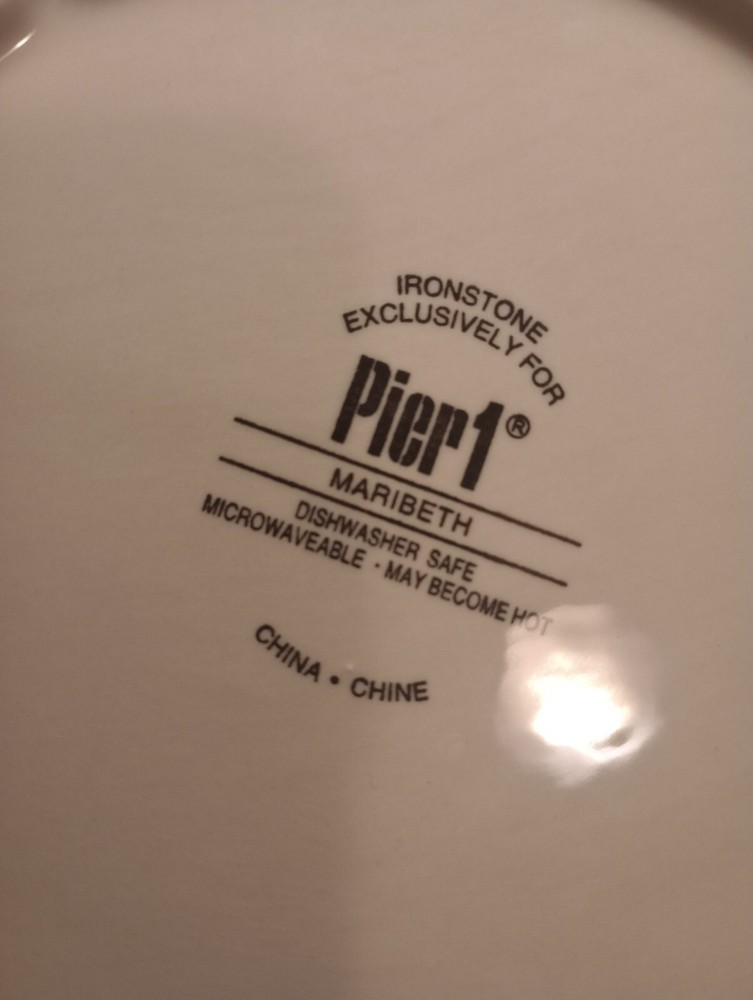 IRONSTONE
EXCLUSIVELY FOR
Pier1®
MARIBETH
DISHWASHER SAFE
MICROWAVEABLE · MAY BECOME HOT
CHINA • CHINE